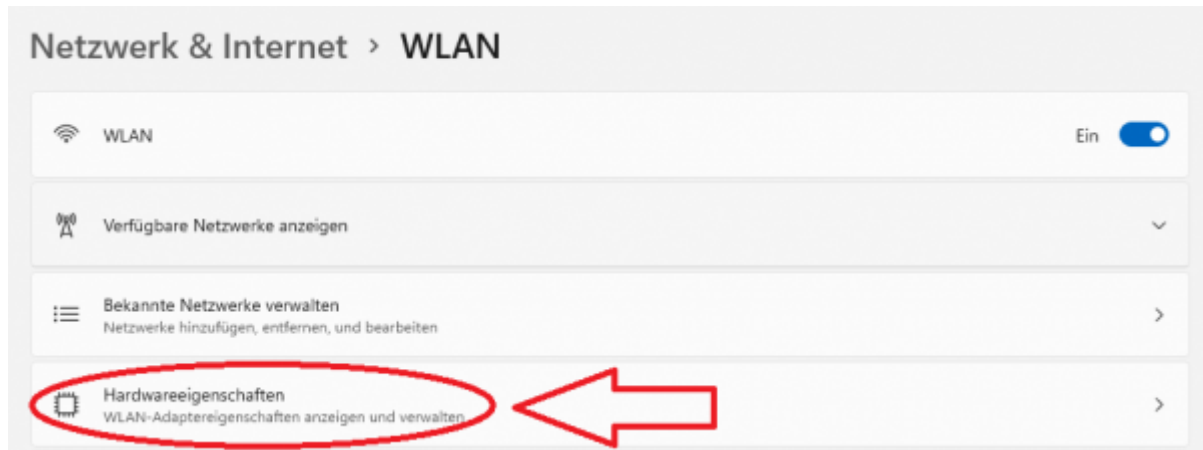 Netzwerk & Internet > WLAN
WLAN Ein
Verfügbare Netzwerke anzeigen
Bekannte Netzwerke verwalten
Netzwerke hinzufügen, entfernen, und bearbeiten
Hardwareeigenschaften
WLAN-Adaptereigenschaften anzeigen und verwalten